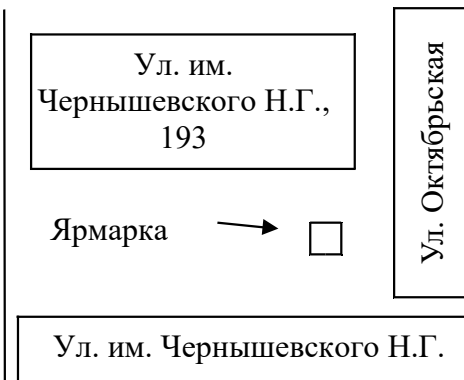 Ул. им.
Чернышевского Н.Г.,
193
Ул. Октябрьская
Ярмарка
Ул. им. Чернышевского Н.Г.